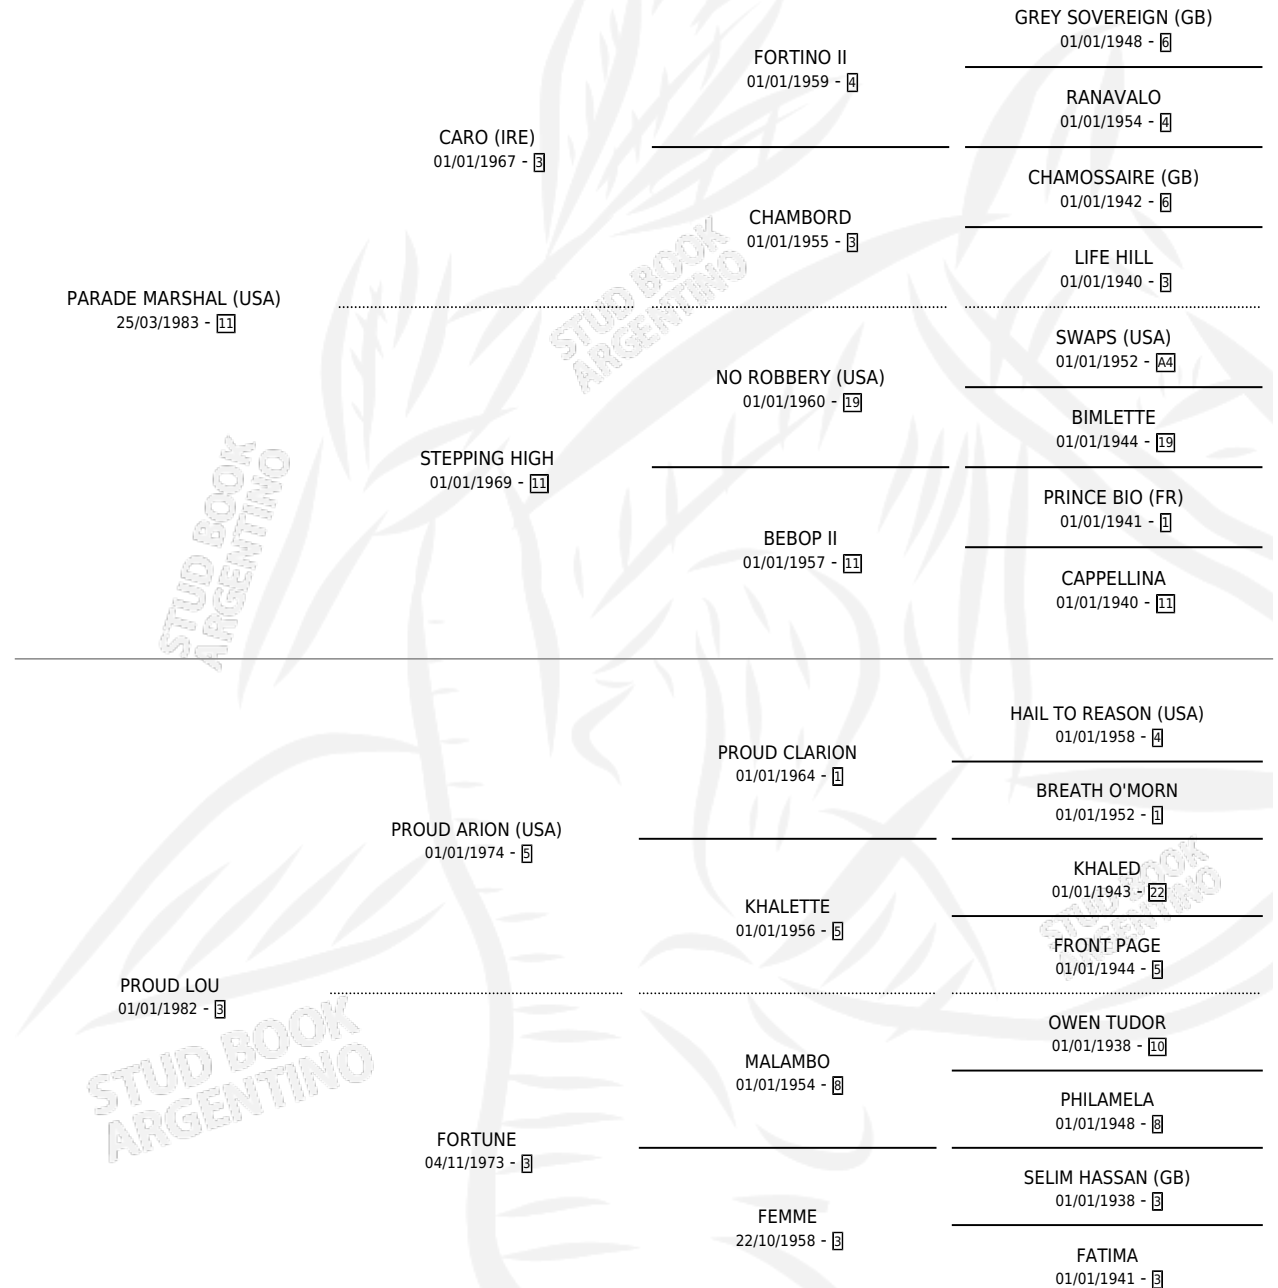 GREY SOVEREIGN (GB)
01/01/1948 - 6
FORTINO II
01/01/1959 - 4
RANAVALO
01/01/1954 - 4
CARO (IRE)
01/01/1967 - 3
CHAMOSSAIRE (GB)
01/01/1942 - 6
CHAMBORD
01/01/1955 - 3
LIFE HILL
01/01/1940 - 3
PARADE MARSHAL (USA)
25/03/1983 - 11
SWAPS (USA)
01/01/1952 - A4
NO ROBBERY (USA)
01/01/1960 - 19
BIMLETTE
01/01/1944 - 19
STEPPING HIGH
01/01/1969 - 11
PRINCE BIO (FR)
01/01/1941 - 1
BEBOP II
01/01/1957 - 11
CAPPELLINA
01/01/1940 - 11
HAIL TO REASON (USA)
01/01/1958 - 4
PROUD CLARION
01/01/1964 - 1
BREATH O'MORN
01/01/1952 - 1
PROUD ARION (USA)
01/01/1974 - 5
KHALED
01/01/1943 - 22
KHALETTE
01/01/1956 - 5
FRONT PAGE
01/01/1944 - 5
PROUD LOU
01/01/1982 - 3
OWEN TUDOR
01/01/1938 - 10
MALAMBO
01/01/1954 - 8
PHILAMELA
01/01/1948 - 8
FORTUNE
04/11/1973 - 3
SELIM HASSAN (GB)
01/01/1938 - 3
FEMME
22/10/1958 - 3
FATIMA
01/01/1941 - 3
STUD BOOK
ARGENTINO
STUD BOOK
ARGENTINO
STUD BOOK
ARGENTINO
STUD BOOK
ARGENTINO